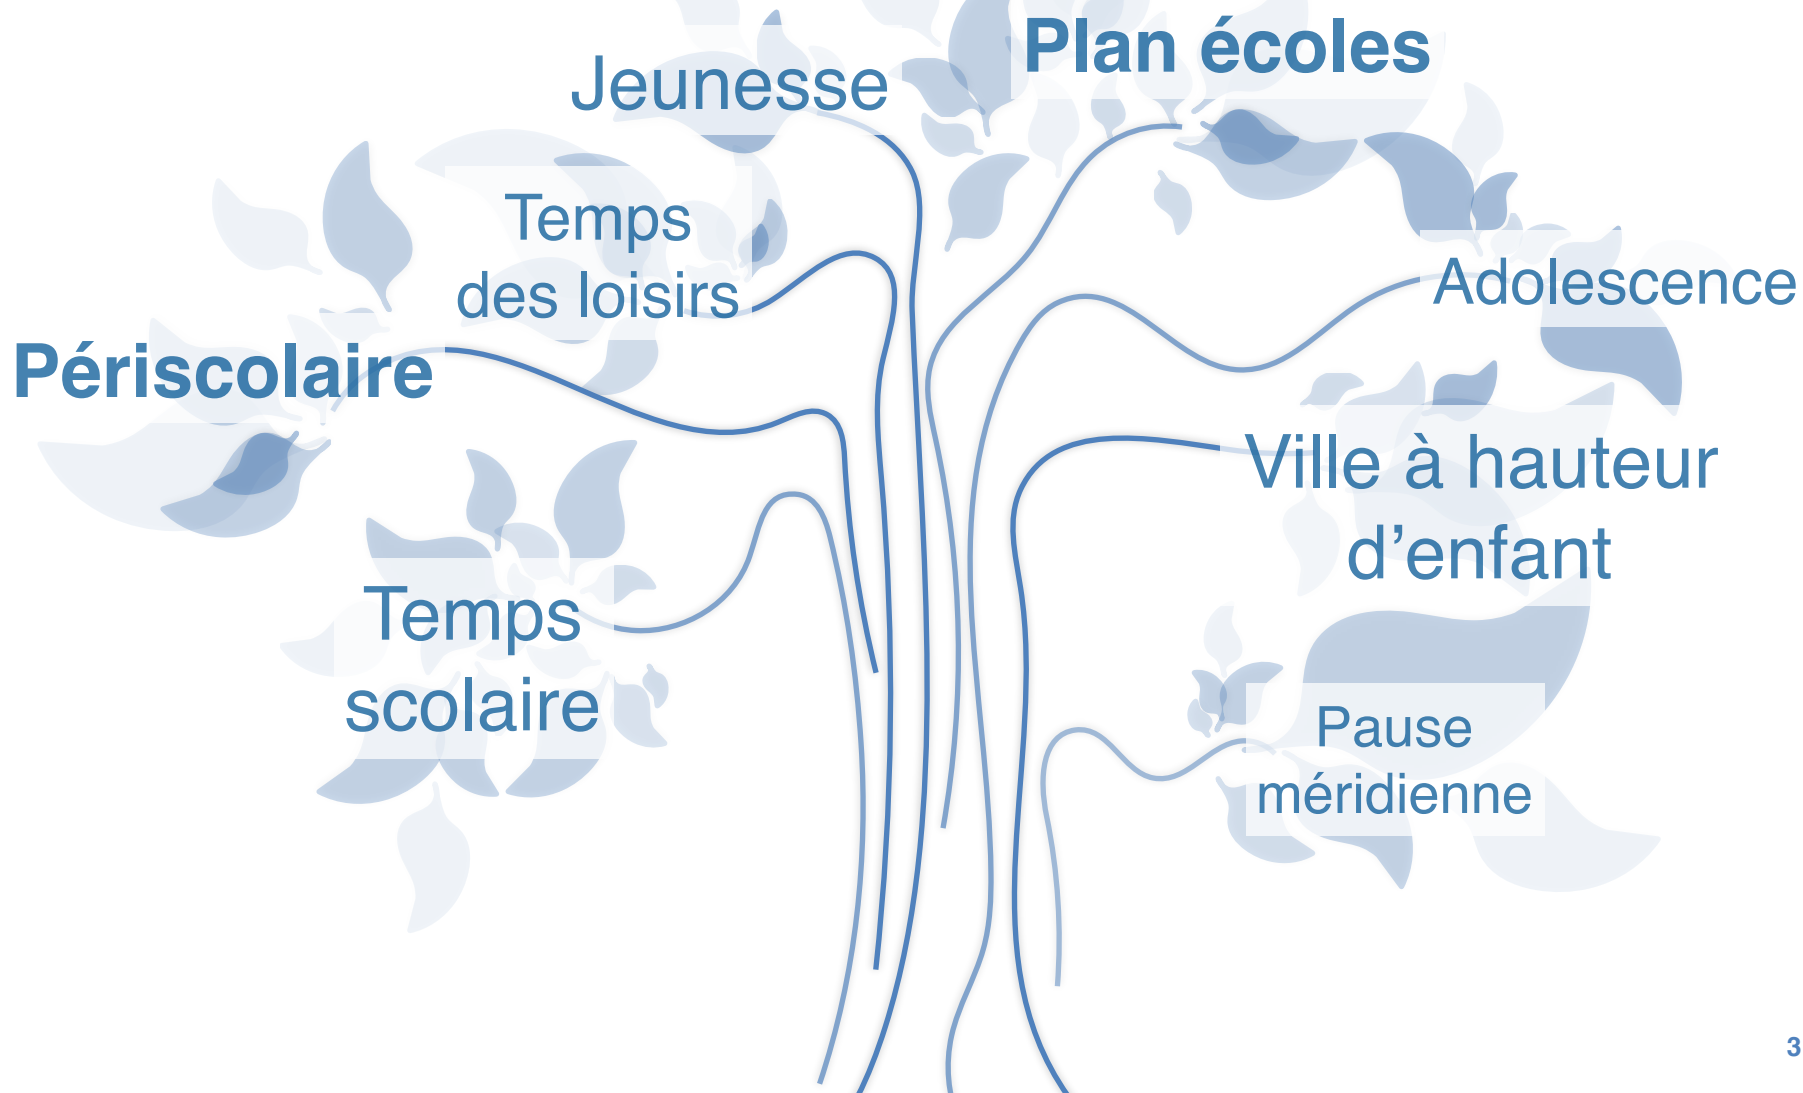 Plan écoles
Jeunesse
Temps
des loisirs
Adolescence
Périscolaire
Ville à hauteur
d’enfant
Temps
scolaire
Pause
méridienne
3